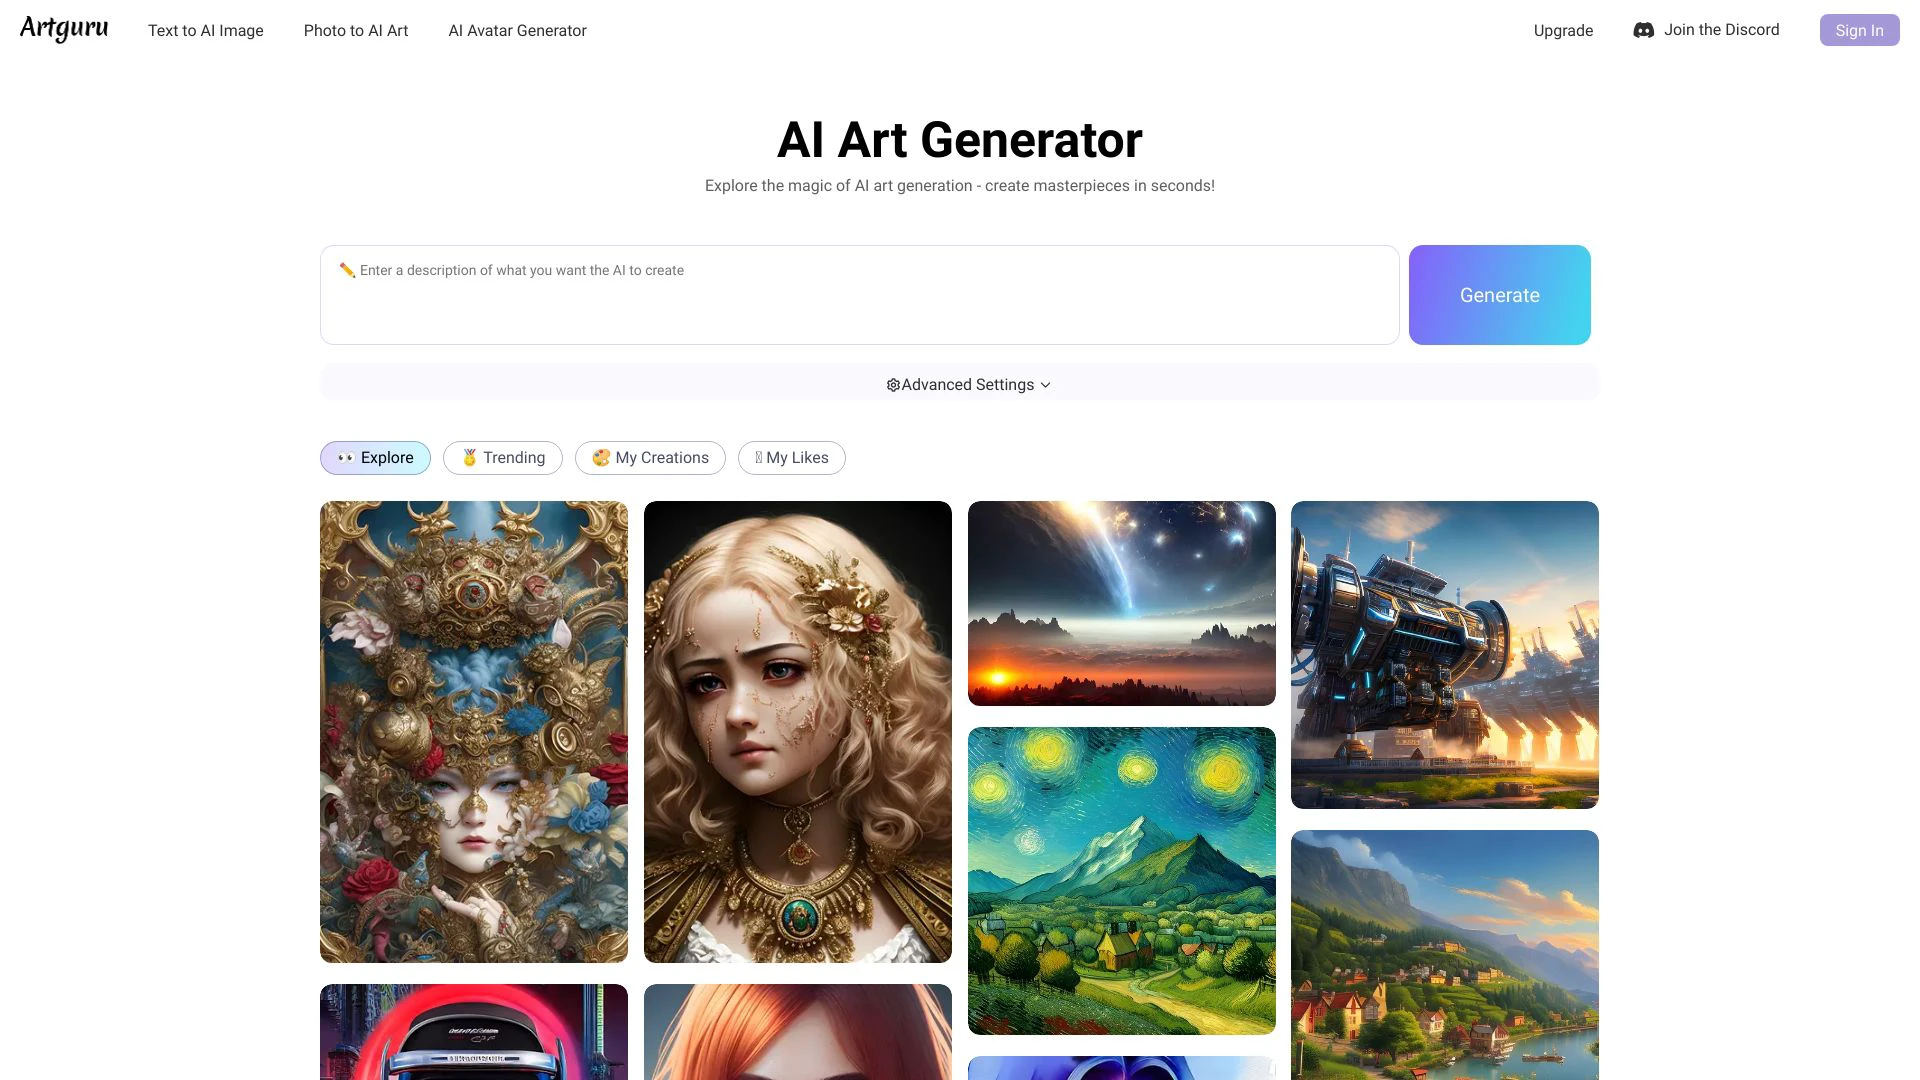 Artguru
Text to AI Image
Photo to AI Art
AI Avatar Generator
Upgrade
Join the Discord
Sign In
AI Art Generator
Explore the magic of AI art generation - create masterpieces in seconds!
✏️ Enter a description of what you want the AI to create
Generate
Advanced Settings
👀 Explore
🏅 Trending
🎨 My Creations
My Likes